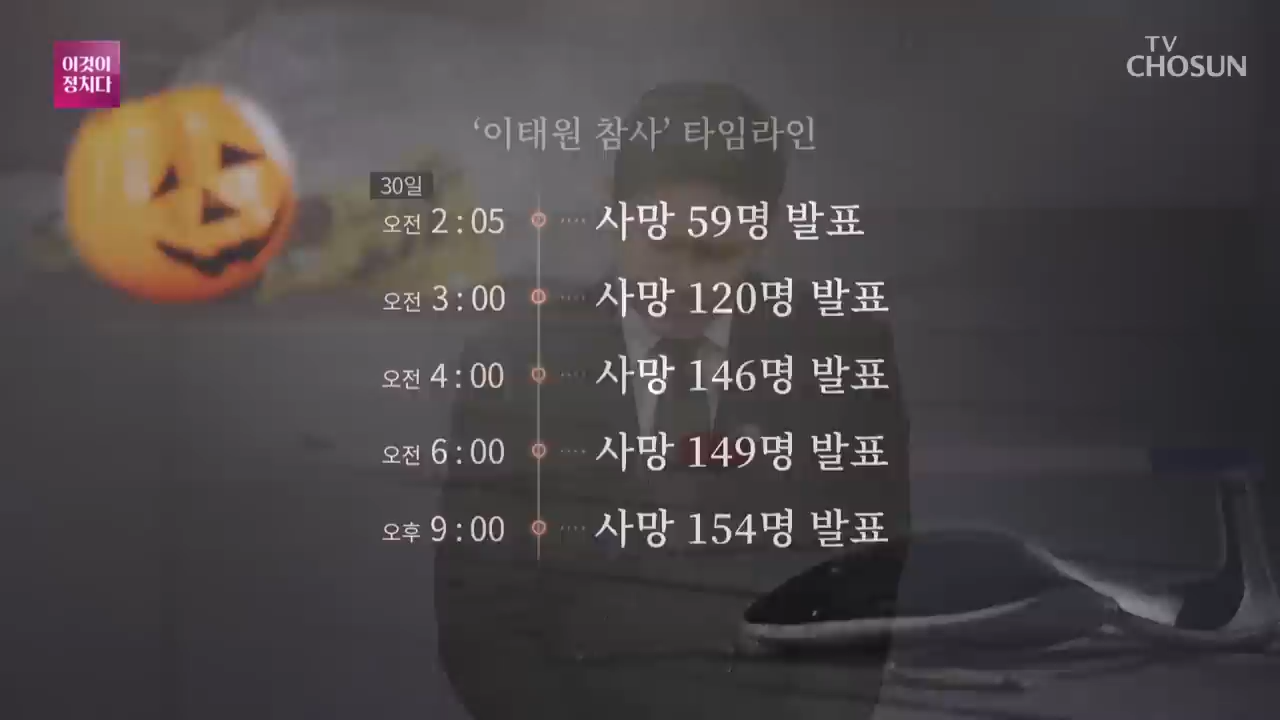 이것이
정치다
TV
CHOSUN
‘이태원 참사’ 타임라인
30일
오전 2:05 사망 59명 발표
오전 3:00 사망 120명 발표
오전 4:00 사망 146명 발표
오전 6:00 사망 149명 발표
오후 9:00 사망 154명 발표